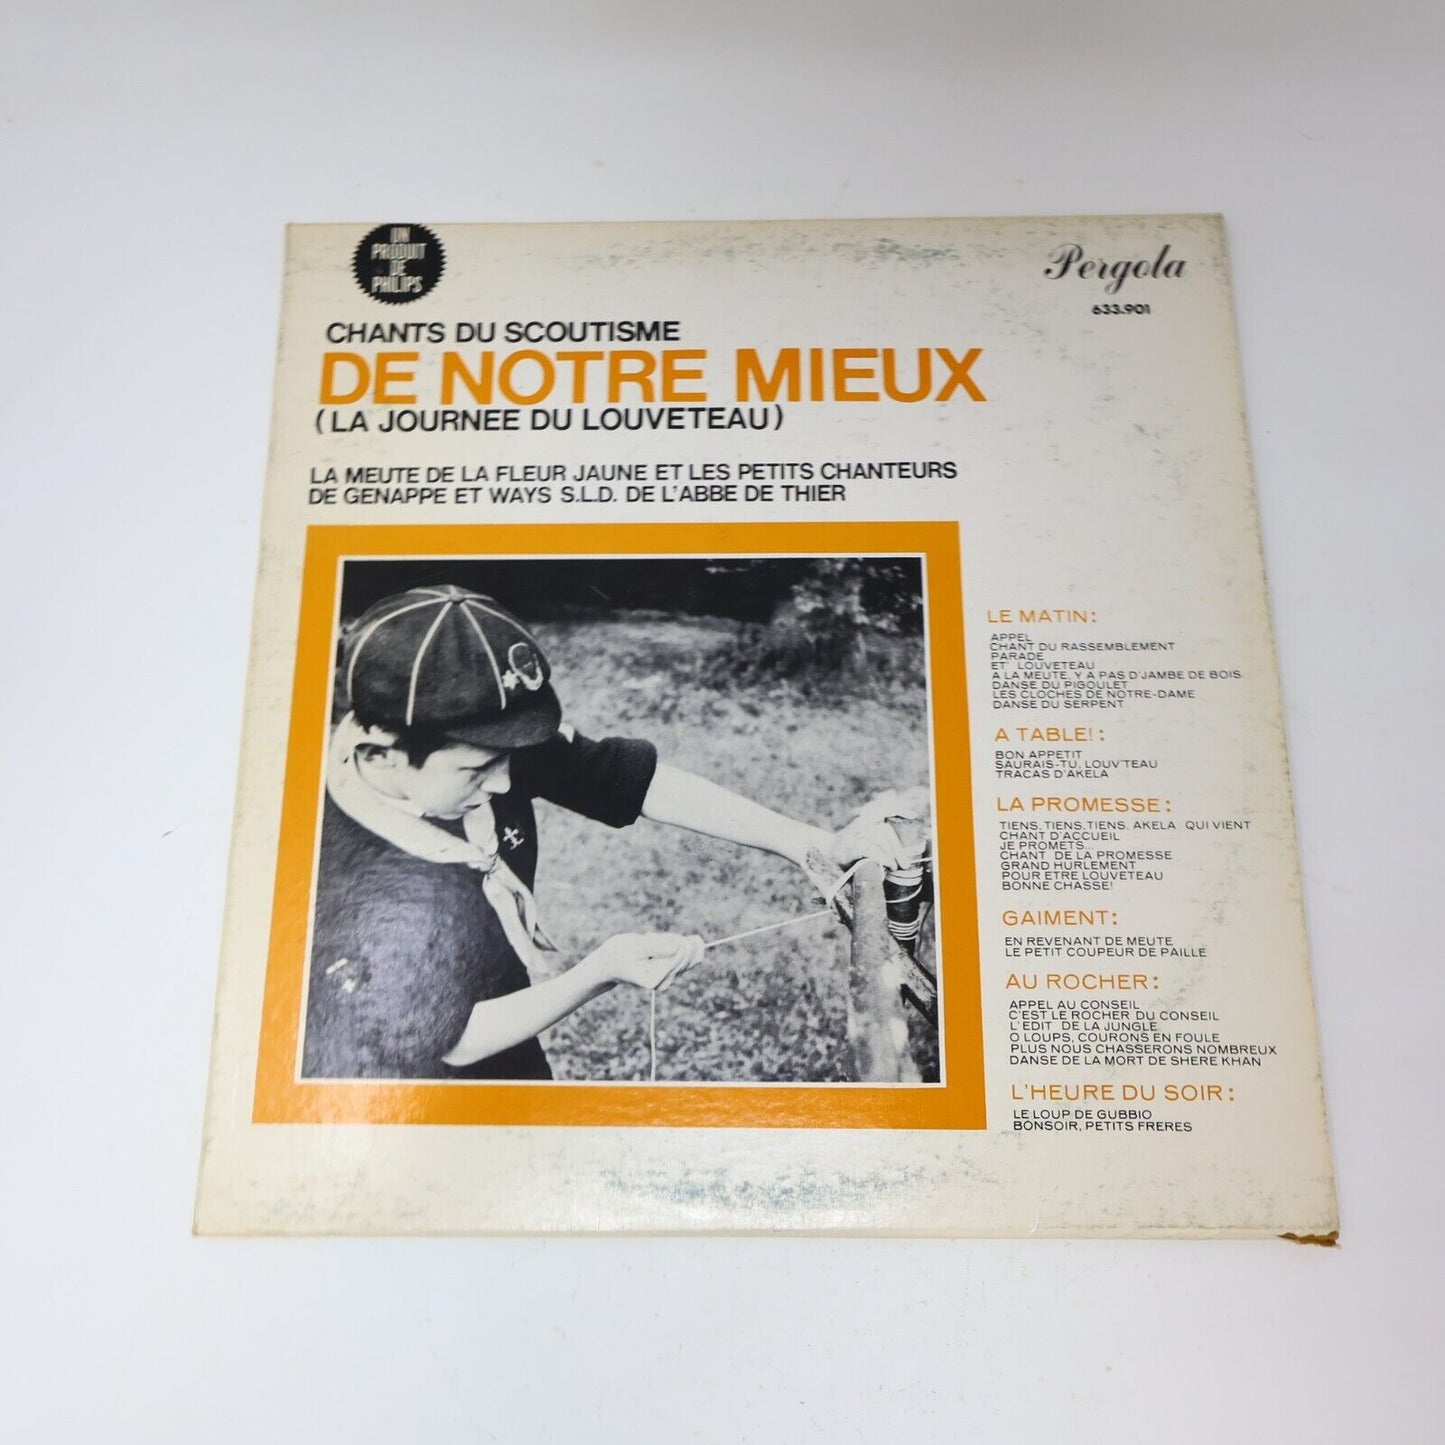 UN
PRODUIT
DE
PHILIPS
Pergola
633.901
CHANTS DU SCOUTISME
DE NOTRE MIEUX
(LA JOURNEE DU LOUVETEAU)
LA MEUTE DE LA FLEUR JAUNE ET LES PETITS CHANTEURS
DE GENAPPE ET WAYS S.L.D. DE L'ABBE DE THIER
LE MATIN:
APPEL
CHANT DU RASSEMBLEMENT
PARADE
ET' LOUVETEAU
A LA MEUTE, Y A PAS D'JAMBE DE BOIS
DANSE DU PIGOULET
LES CLOCHES DE NOTRE-DAME
DANSE DU SERPENT
A TABLE!:
BON APPETIT
SAURAIS-TU, LOUV'TEAU
TRACAS D'AKELA
LA PROMESSE:
TIENS, TIENS, TIENS, AKELA QUI VIENT
CHANT D'ACCUEIL
JE PROMETS...
CHANT DE LA PROMESSE
GRAND HURLEMENT
POUR ETRE LOUVETEAU
BONNE CHASSE!
GAIMENT:
EN REVENANT DE MEUTE
LE PETIT COUPEUR DE PAILLE
AU ROCHER:
APPEL AU CONSEIL
C'EST LE ROCHER DU CONSEIL
L'EDIT DE LA JUNGLE
O LOUPS, COURONS EN FOULE
PLUS NOUS CHASSERONS NOMBREUX
DANSE DE LA MORT DE SHERE KHAN
L'HEURE DU SOIR:
LE LOUP DE GUBBIO
BONSOIR, PETITS FRERES